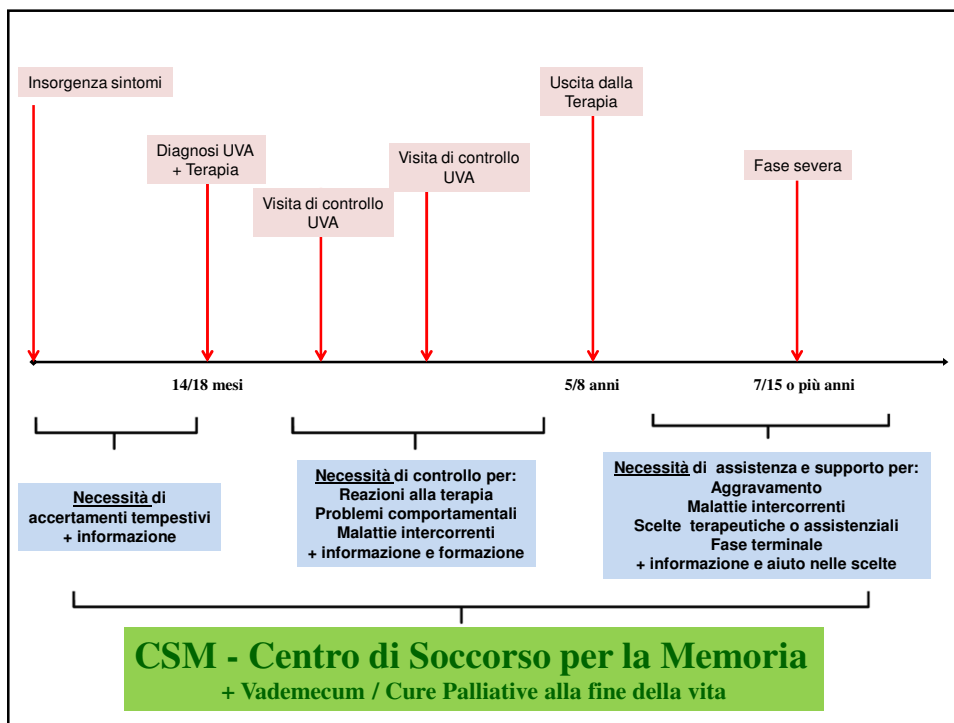 Insorgenza sintomi
Diagnosi UVA
+ Terapia
Visita di controllo
UVA
Visita di controllo
UVA
Uscita dalla
Terapia
Fase severa
14/18 mesi
5/8 anni
7/15 o più anni
Necessità di
accertamenti tempestivi
+ informazione
Necessità di controllo per:
Reazioni alla terapia
Problemi comportamentali
Malattie intercorrenti
+ informazione e formazione
Necessità di assistenza e supporto per:
Aggravamento
Malattie intercorrenti
Scelte terapeutiche o assistenziali
Fase terminale
+ informazione e aiuto nelle scelte
CSM - Centro di Soccorso per la Memoria
+ Vademecum / Cure Palliative alla fine della vita